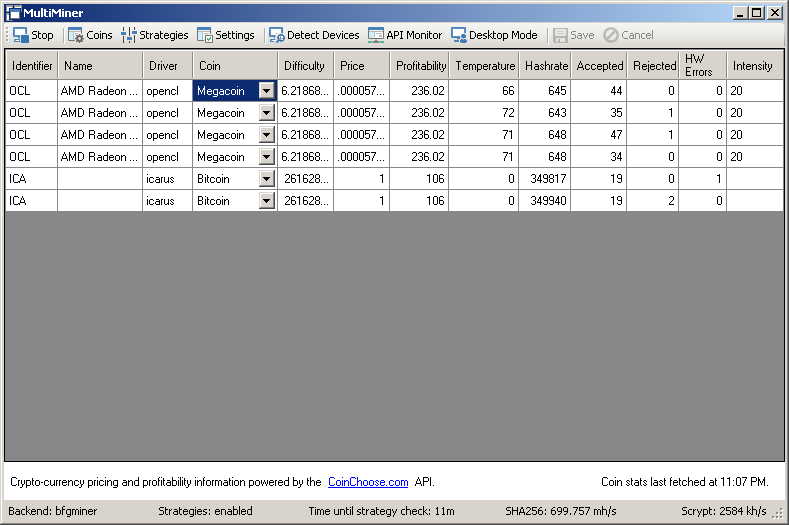 MultiMiner
Stop Coins Strategies Settings Detect Devices API Monitor Desktop Mode Save Cancel
Identifier Name Driver Coin Difficulty Price Profitability Temperature Hashrate Accepted Rejected HW Errors Intensity
OCL AMD Radeon ... opencl Megacoin 6.21868... .000057... 236.02 66 645 44 0 0 20
OCL AMD Radeon ... opencl Megacoin 6.21868... .000057... 236.02 72 643 35 1 0 20
OCL AMD Radeon ... opencl Megacoin 6.21868... .000057... 236.02 71 648 47 1 0 20
OCL AMD Radeon ... opencl Megacoin 6.21868... .000057... 236.02 71 648 34 0 0 20
ICA icarus Bitcoin 261628... 1 106 0 349817 19 0 1
ICA icarus Bitcoin 261628... 1 106 0 349940 19 2 0
Crypto-currency pricing and profitability information powered by the CoinChoose.com API. Coin stats last fetched at 11:07 PM.
Backend: bfgminer Strategies: enabled Time until strategy check: 11m SHA256: 699.757 mh/s Scrypt: 2584 kh/s